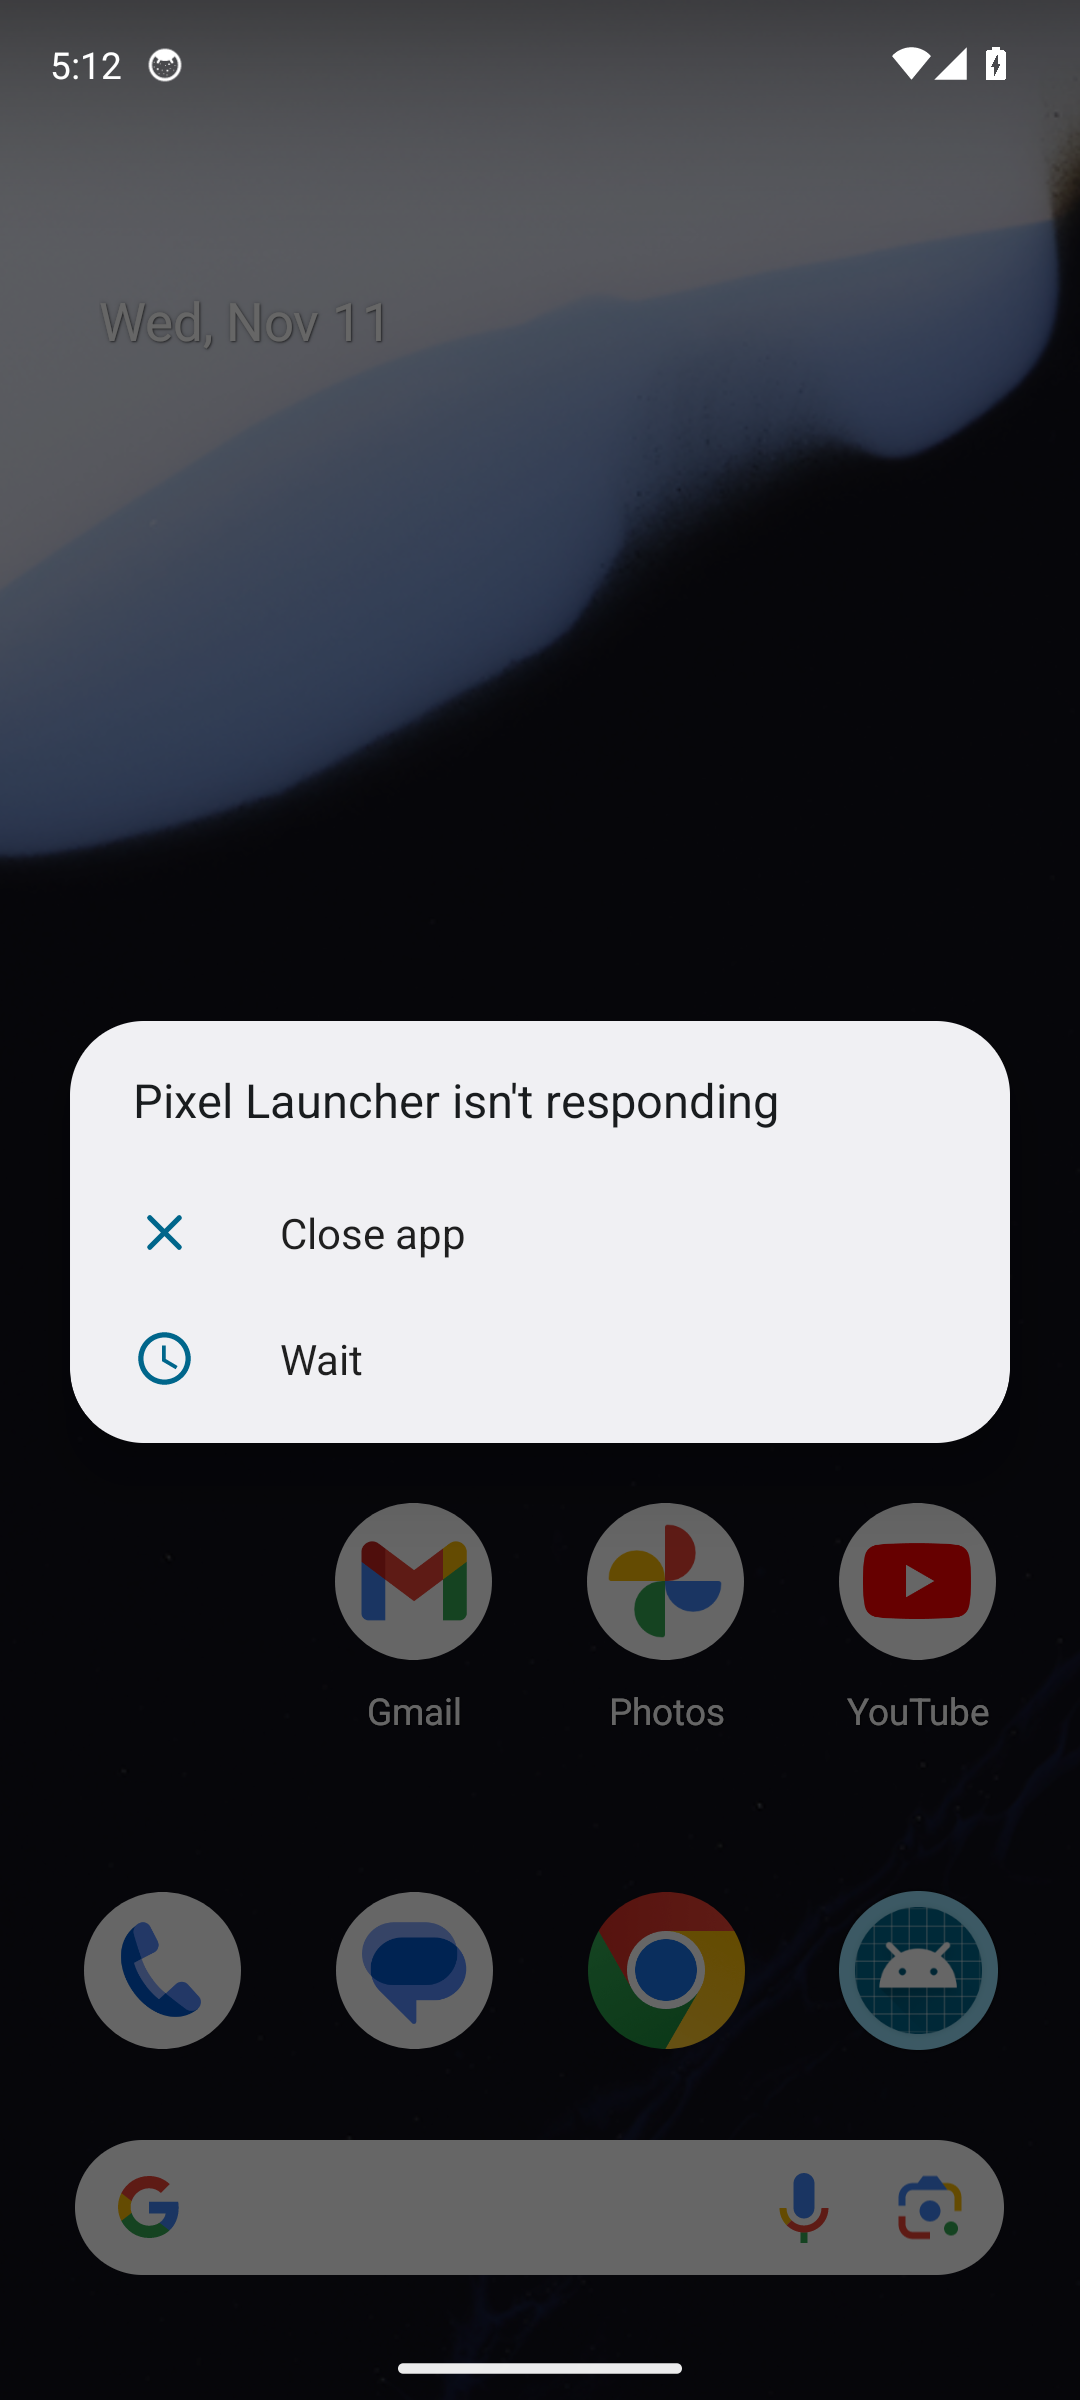 5:12
Wed, Nov 11
Pixel Launcher isn't responding
Close app
Wait
Gmail
Photos
YouTube